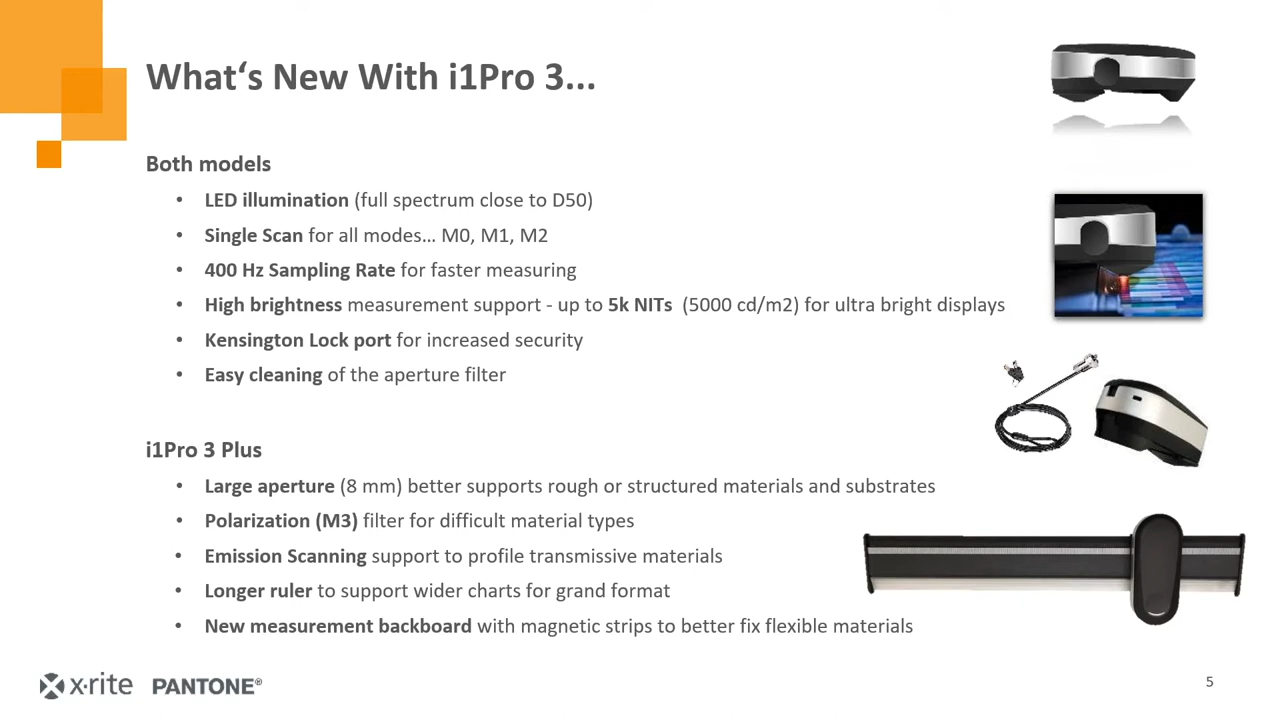 What‘s New With i1Pro 3...
Both models
• LED illumination (full spectrum close to D50)
• Single Scan for all modes… M0, M1, M2
• 400 Hz Sampling Rate for faster measuring
• High brightness measurement support - up to 5k NITs (5000 cd/m2) for ultra bright displays
• Kensington Lock port for increased security
• Easy cleaning of the aperture filter
i1Pro 3 Plus
• Large aperture (8 mm) better supports rough or structured materials and substrates
• Polarization (M3) filter for difficult material types
• Emission Scanning support to profile transmissive materials
• Longer ruler to support wider charts for grand format
• New measurement backboard with magnetic strips to better fix flexible materials
x·rite PANTONE®
5